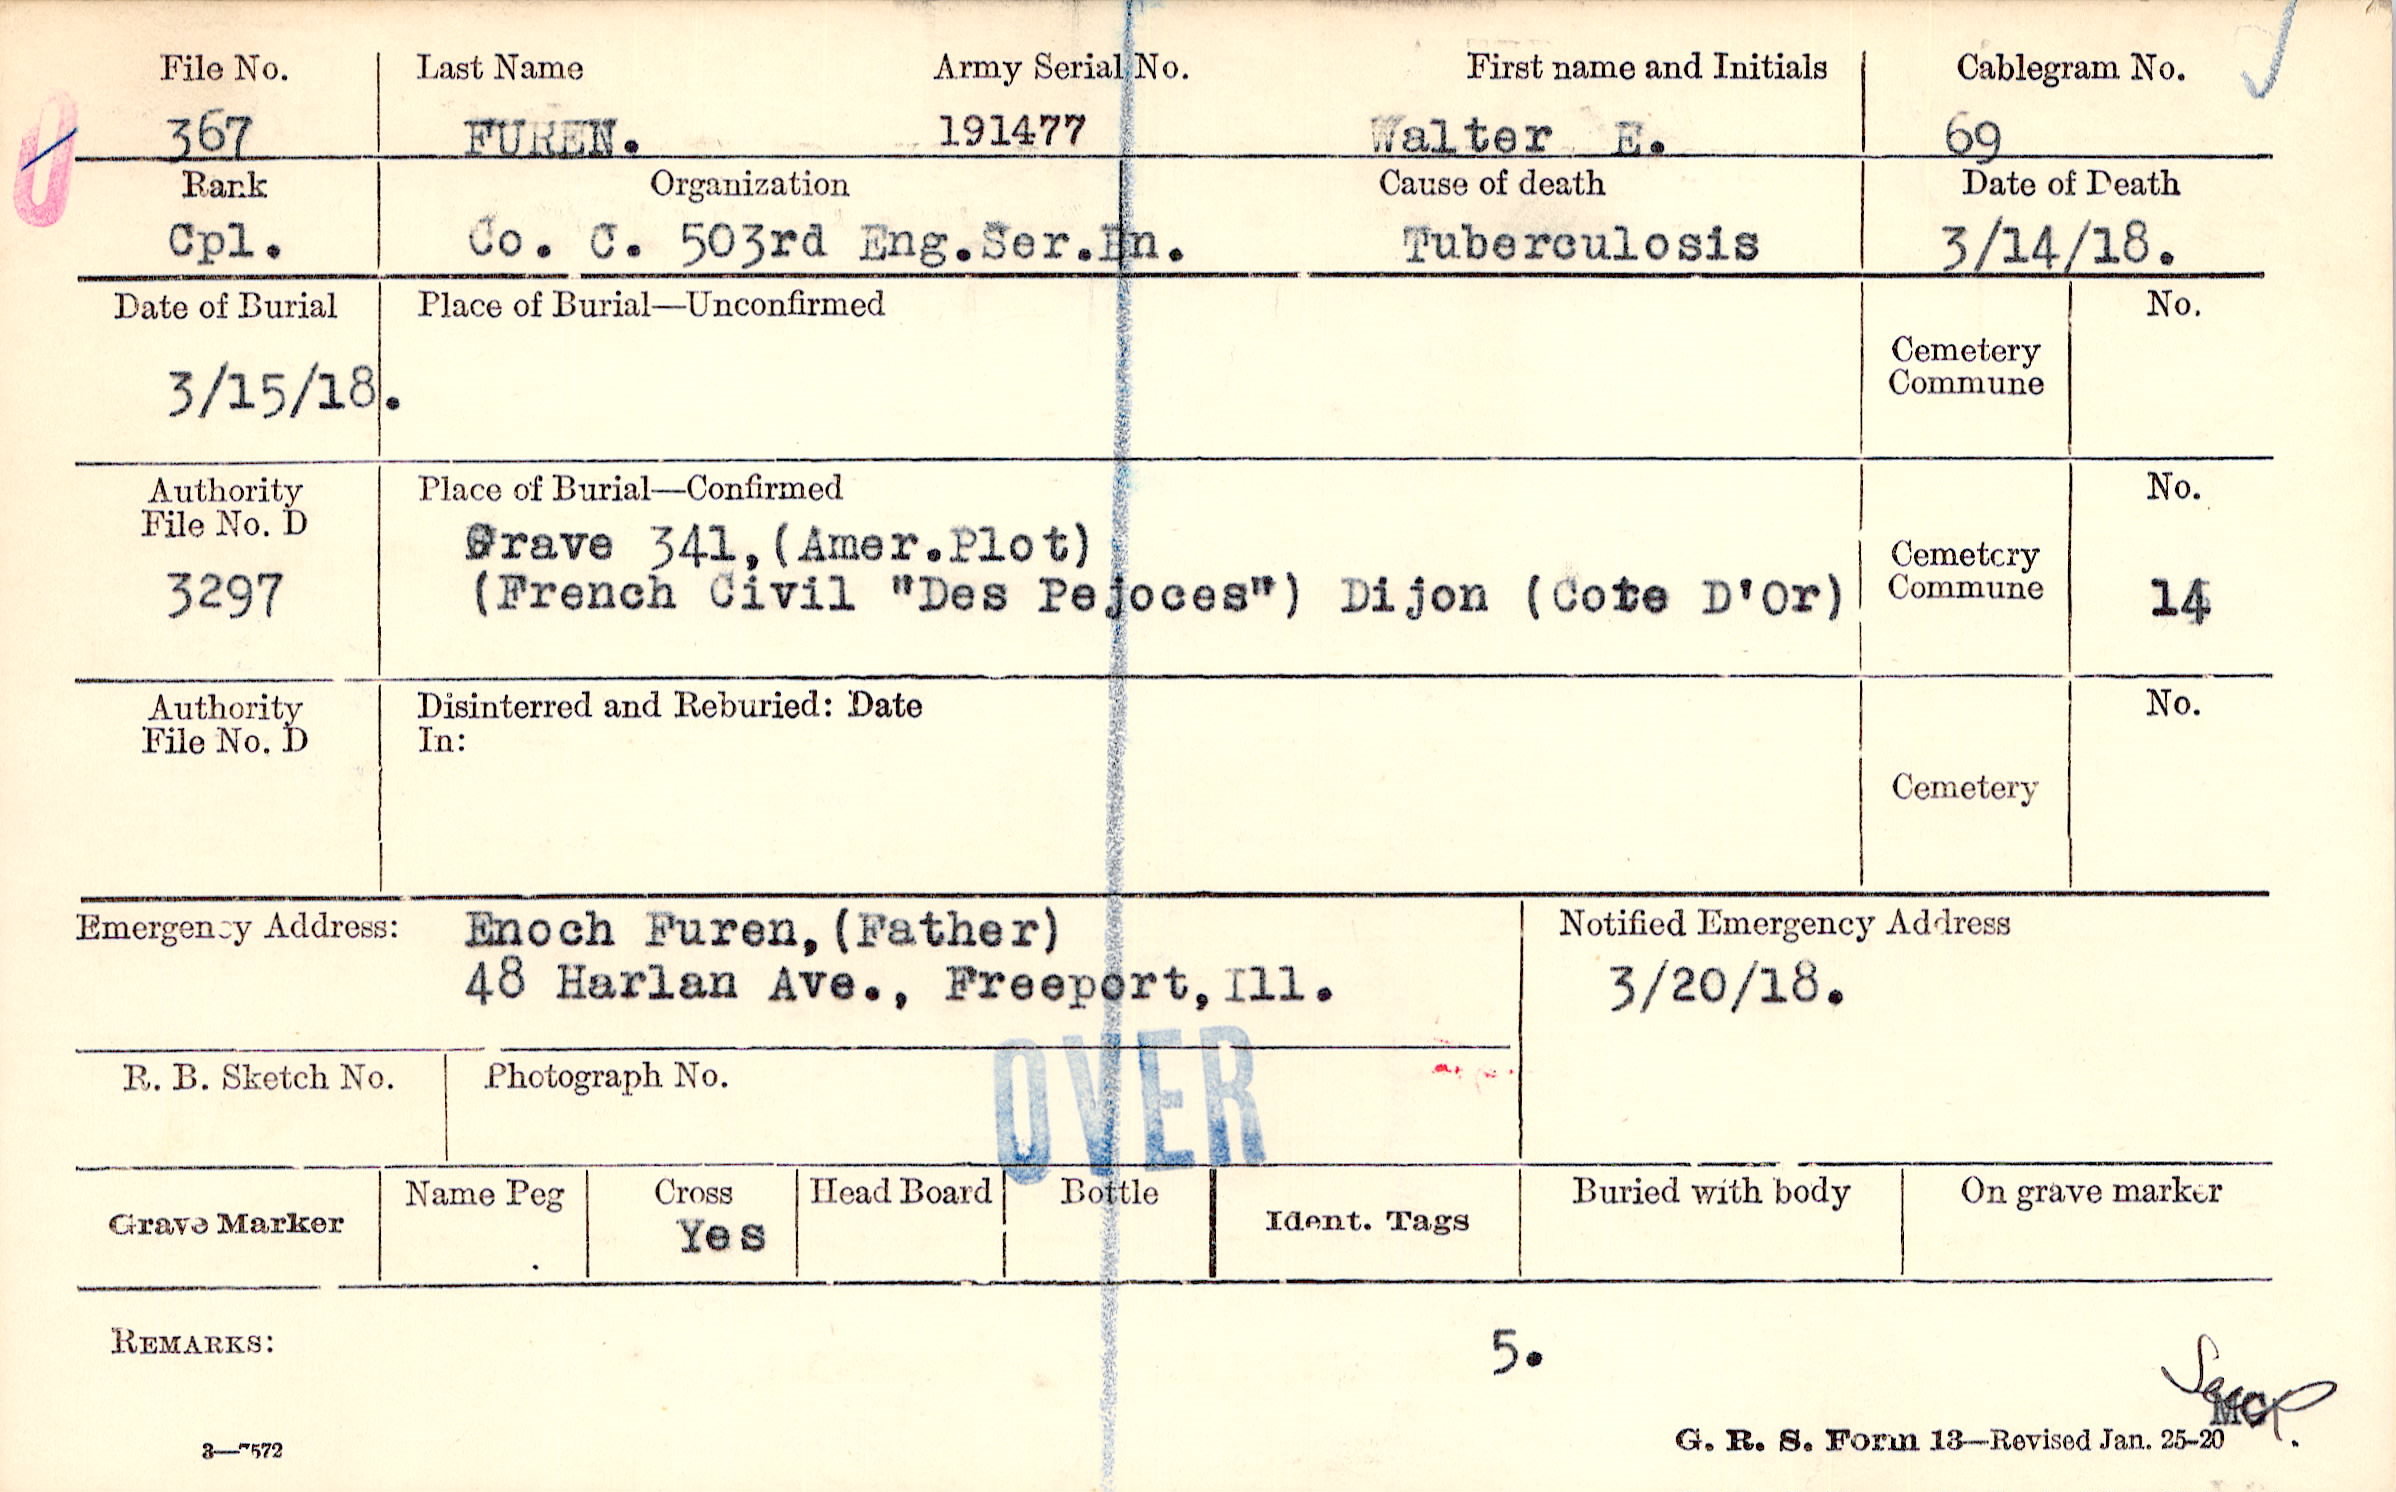 File No. Last Name Army Serial No. First name and Initials Cablegram No.
367 FUREN. 191477 Walter E. 69
Rank Organization Cause of death Date of Death
Cpl. Co. C. 503rd Eng.Ser.Bn. Tuberculosis 3/14/18.
Date of Burial Place of Burial—Unconfirmed No.
Cemetery
Commune
3/15/18.
Authority Place of Burial—Confirmed No.
File No. D
Grave 341,(Amer.Plot) Cemetery
3297 (French Civil "Des Pejoces") Dijon (Cote D'Or) Commune 14
Authority Disinterred and Reburied: Date No.
File No. D In:
Cemetery
Emergency Address: Enoch Furen,(Father) Notified Emergency Address
48 Harlan Ave., Freeport,Ill. 3/20/18.
OVER
R. B. Sketch No. Photograph No.
Name Peg Cross Head Board Bottle Buried with body On grave marker
Grave Marker Yes Ident. Tags
REMARKS: 5.
3—7572 G. R. S. Form 13—Revised Jan. 25-20